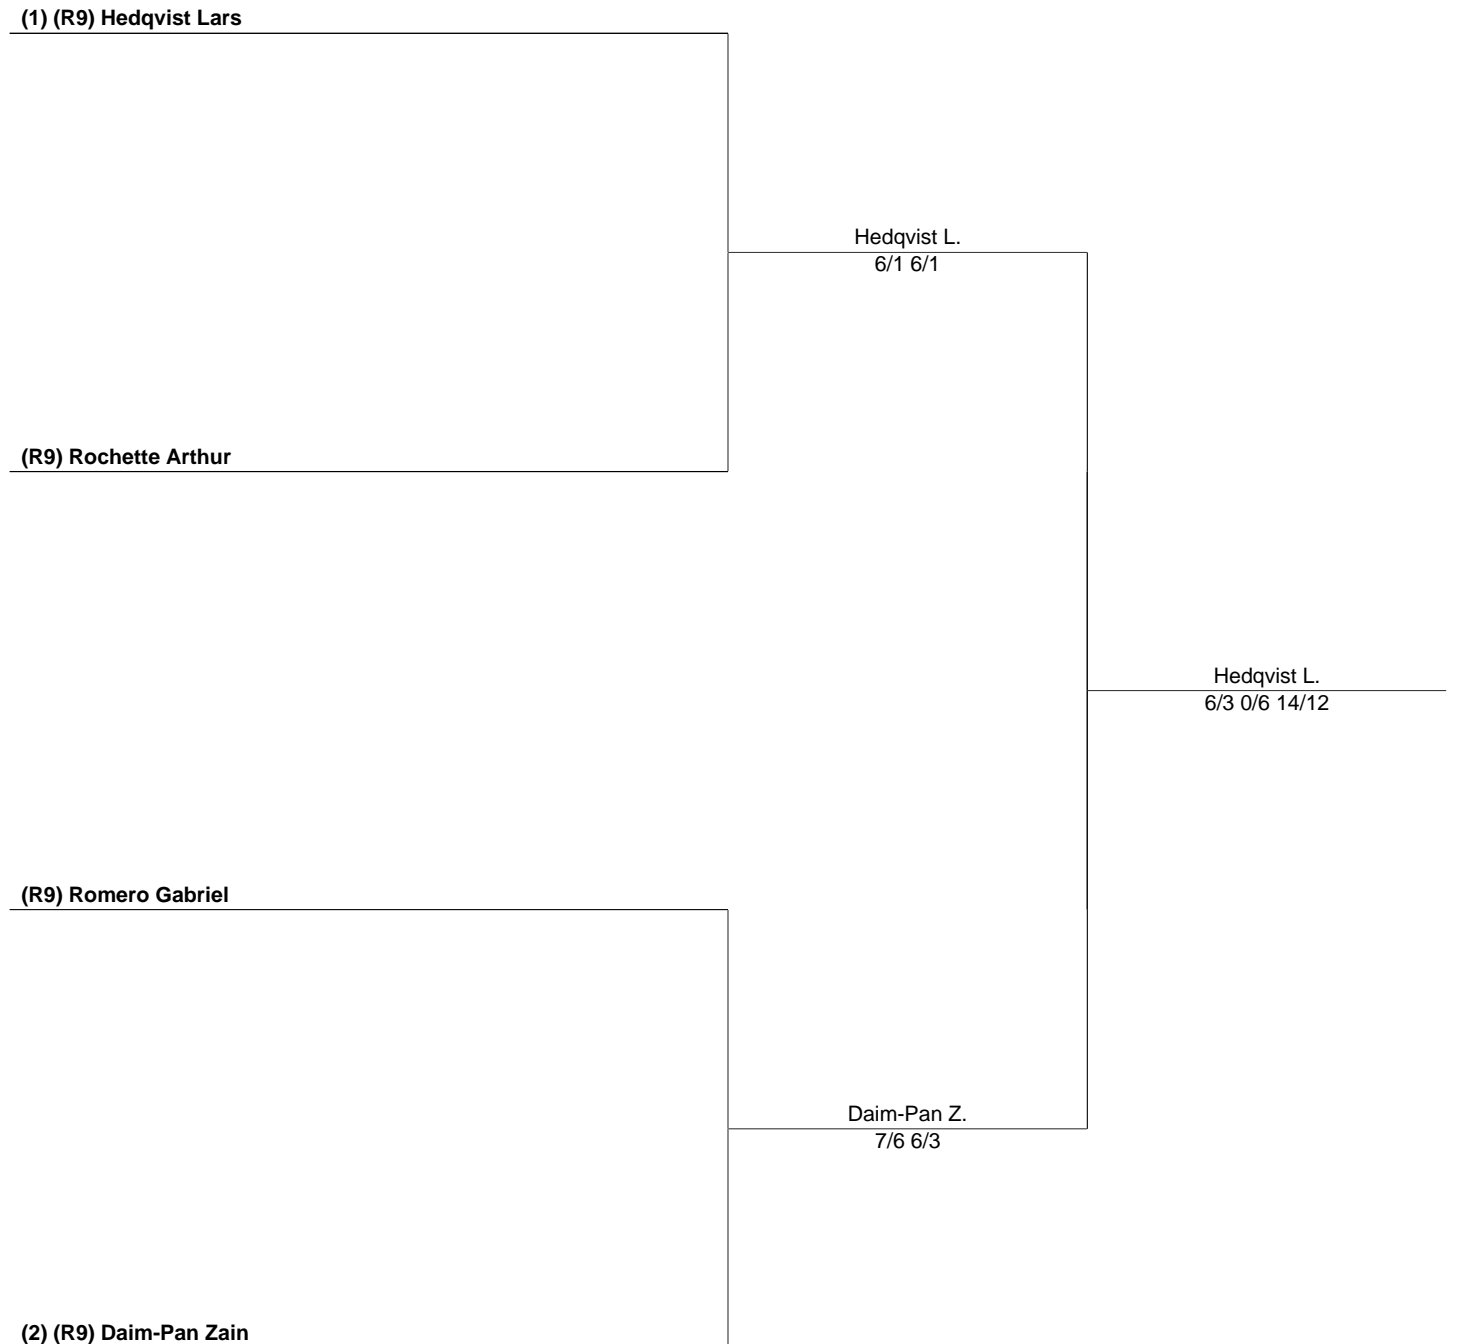 (1) (R9) Hedqvist Lars
Hedqvist L.
6/1 6/1
(R9) Rochette Arthur
Hedqvist L.
6/3 0/6 14/12
(R9) Romero Gabriel
Daim-Pan Z.
7/6 6/3
(2) (R9) Daim-Pan Zain